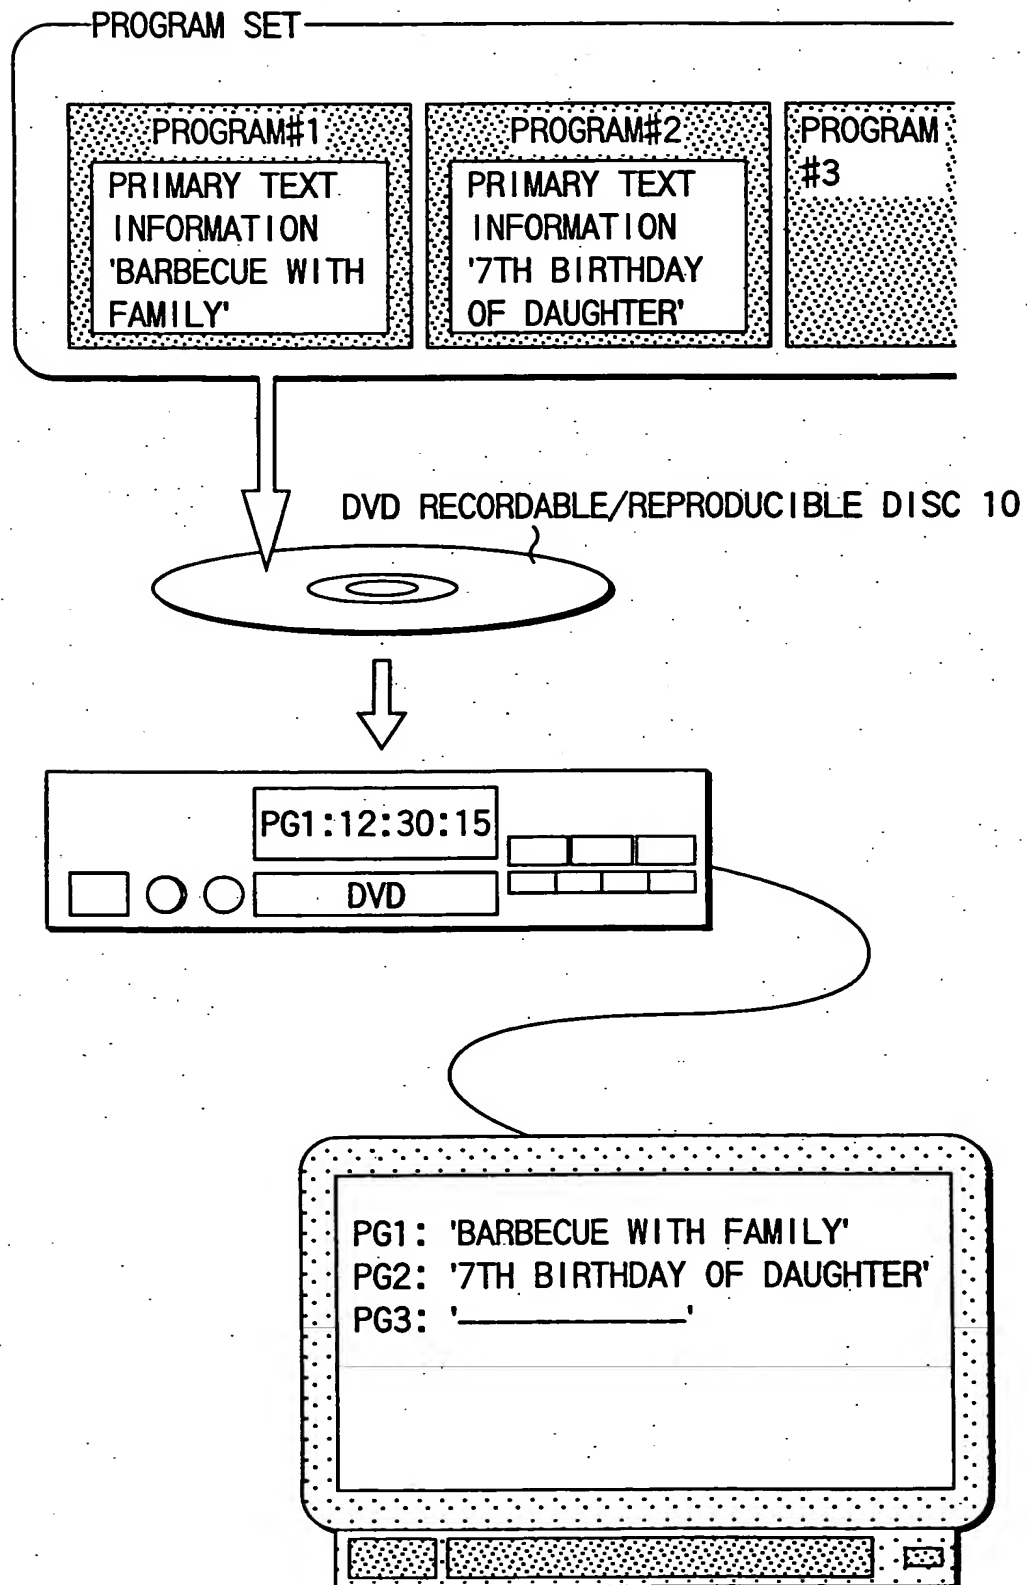 PROGRAM SET
PROGRAM#1
PRIMARY TEXT
INFORMATION
'BARBECUE WITH
FAMILY'
PROGRAM#2
PRIMARY TEXT
INFORMATION
'7TH BIRTHDAY
OF DAUGHTER'
PROGRAM
#3
DVD RECORDABLE/REPRODUCIBLE DISC 10
PG1:12:30:15
DVD
PG1: 'BARBECUE WITH FAMILY'
PG2: '7TH BIRTHDAY OF DAUGHTER'
PG3: '__________'